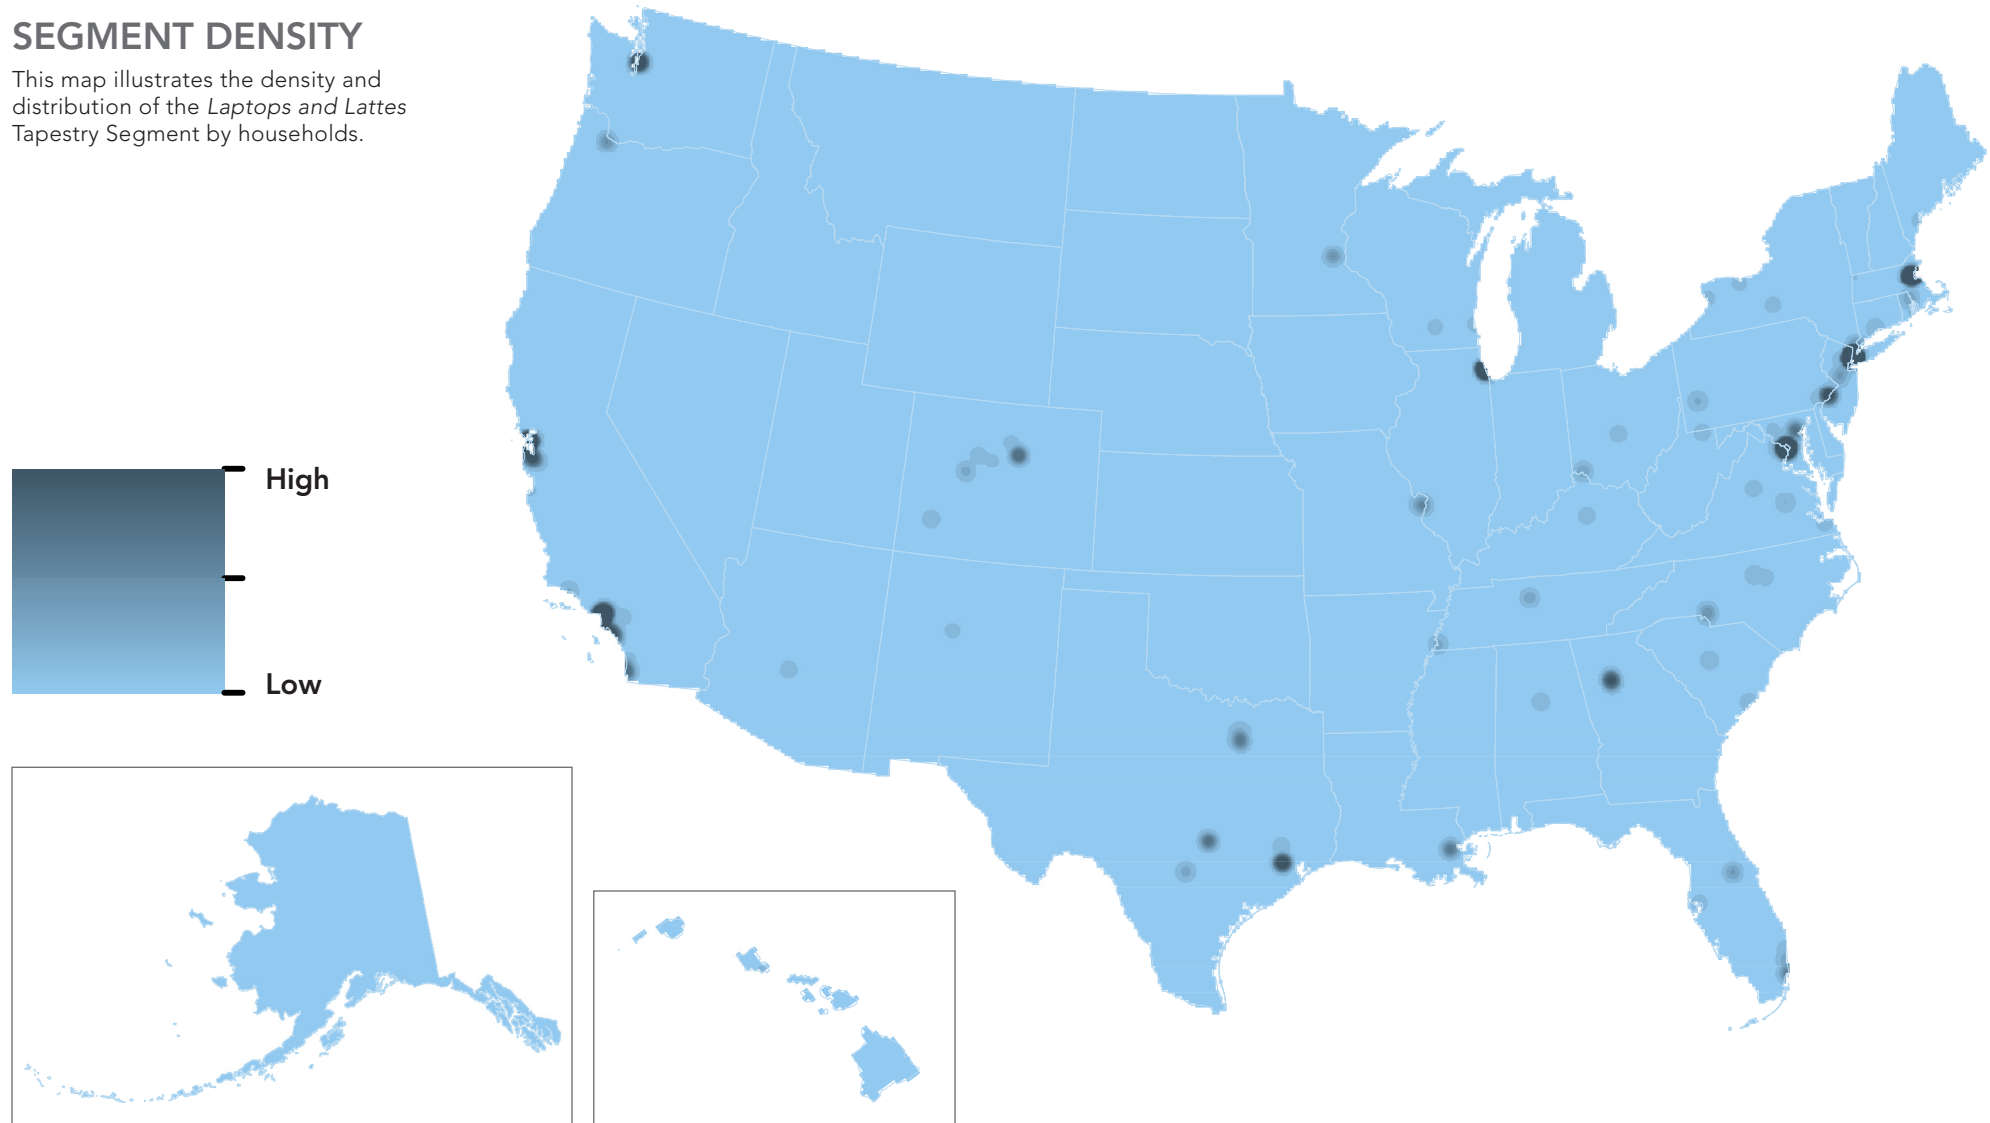 SEGMENT DENSITY
This map illustrates the density and
distribution of the Laptops and Lattes
Tapestry Segment by households.
High
Low